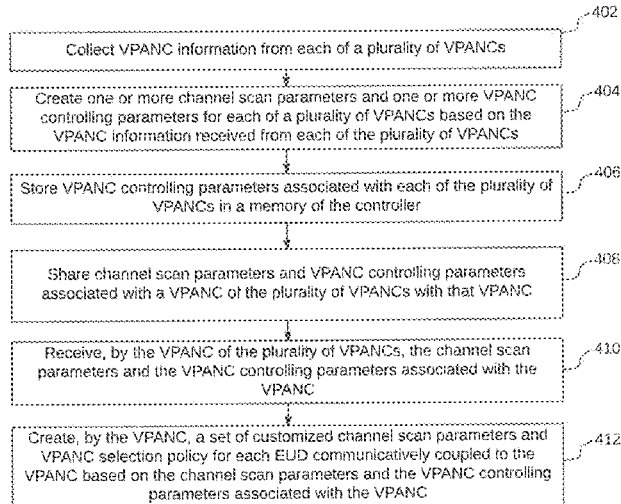 402
Collect VPANC information from each of a plurality of VPANCs
404
Create one or more channel scan parameters and one or more VPANC
controlling parameters for each of a plurality of VPANCs based on the
VPANC information received from each of the plurality of VPANCs
406
Store VPANC controlling parameters associated with each of the plurality of
VPANCs in a memory of the controller
408
Share channel scan parameters and VPANC controlling parameters
associated with a VPANC of the plurality of VPANCs with that VPANC
410
Receive, by the VPANC of the plurality of VPANCs, the channel scan
parameters and the VPANC controlling parameters associated with the
VPANC
412
Create, by the VPANC, a set of customized channel scan parameters and
VPANC selection policy for each EUD communicatively coupled to the
VPANC based on the channel scan parameters and the VPANC controlling
parameters associated with the VPANC